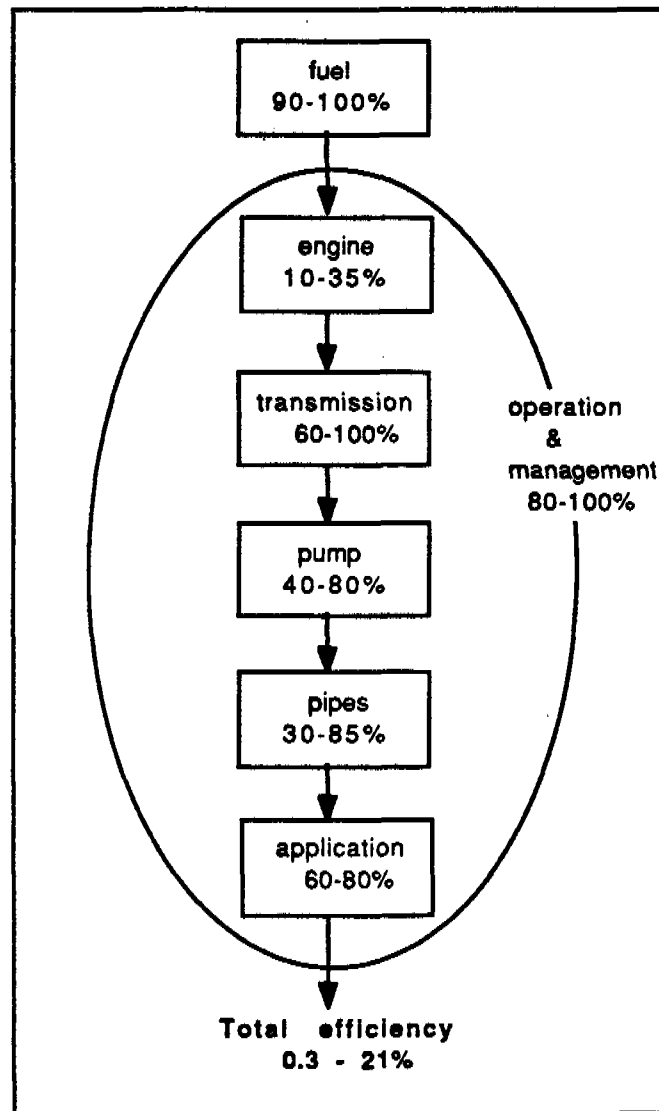 fuel
90-100%
engine
10-35%
transmission
60-100%
operation
&
management
80-100%
pump
40-80%
pipes
30-85%
application
60-80%
Total efficiency
0.3 - 21%